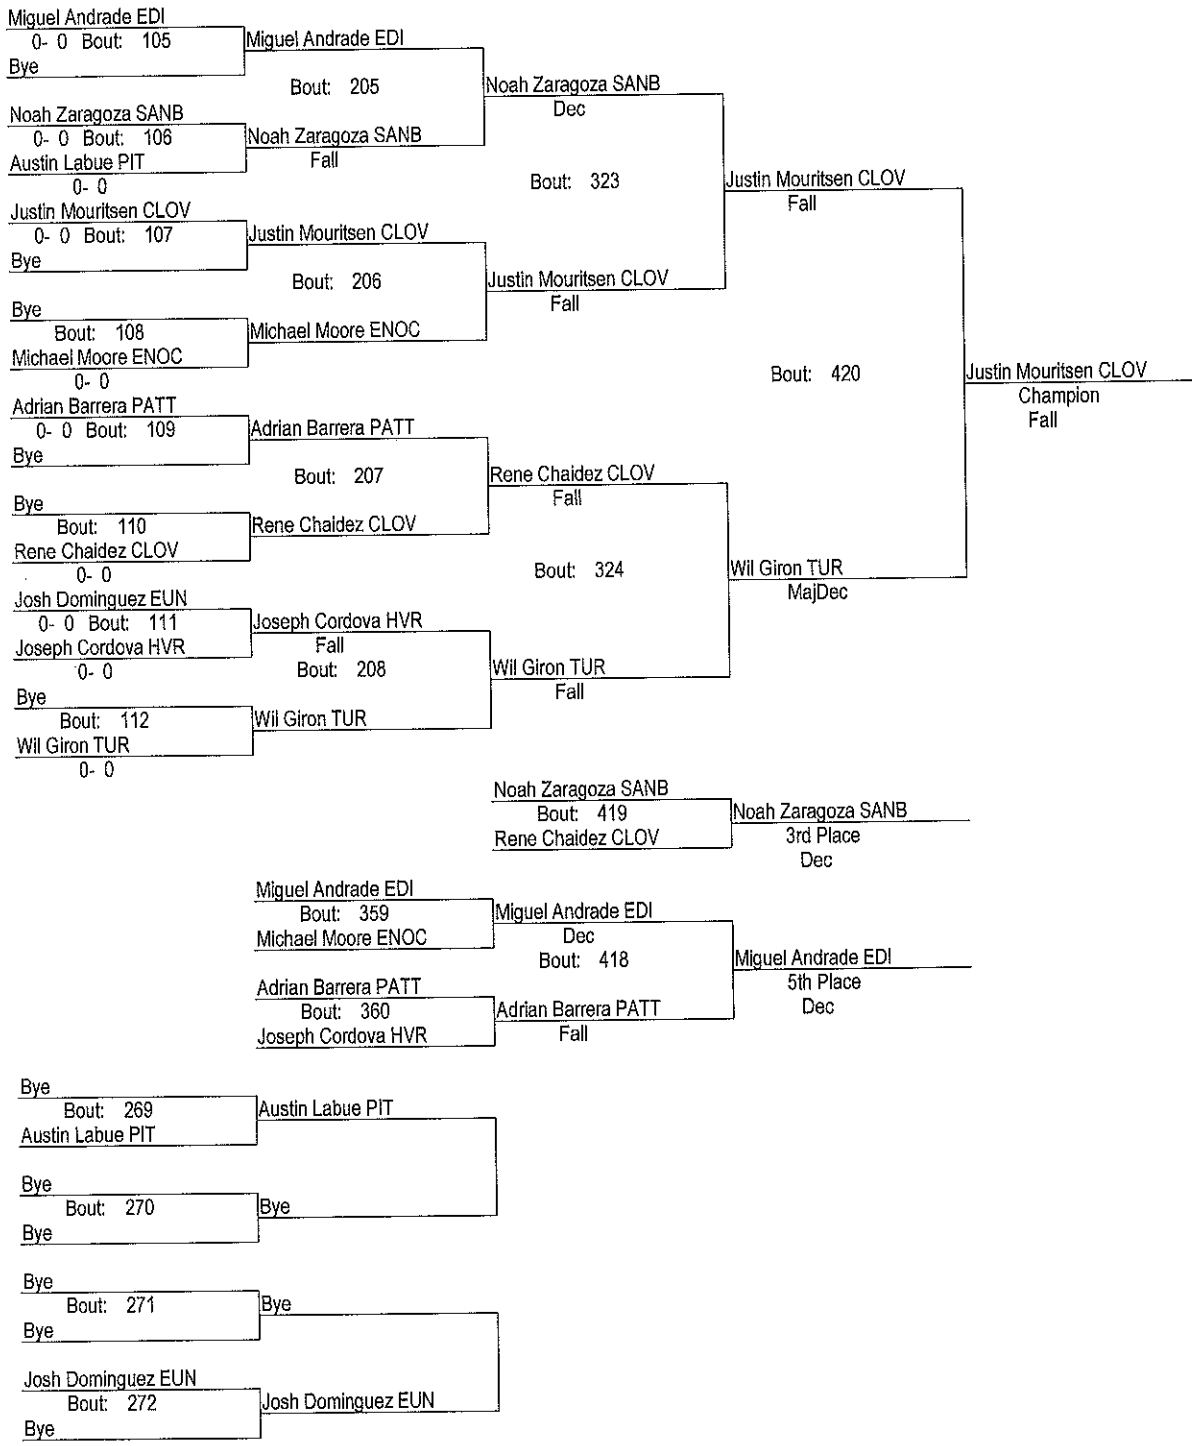 Miguel Andrade EDI
0- 0 Bout: 105
Bye
Miguel Andrade EDI
Bout: 205
Noah Zaragoza SANB
0- 0 Bout: 106
Austin Labue PIT
0- 0
Noah Zaragoza SANB
Fall
Noah Zaragoza SANB
Dec
Bout: 323
Justin Mouritsen CLOV
0- 0 Bout: 107
Bye
Justin Mouritsen CLOV
Bout: 206
Bye
Bout: 108
Michael Moore ENOC
0- 0
Michael Moore ENOC
Justin Mouritsen CLOV
Fall
Justin Mouritsen CLOV
Fall
Bout: 420
Justin Mouritsen CLOV
Champion
Fall
Adrian Barrera PATT
0- 0 Bout: 109
Bye
Adrian Barrera PATT
Bout: 207
Bye
Bout: 110
Rene Chaidez CLOV
0- 0
Rene Chaidez CLOV
Rene Chaidez CLOV
Fall
Bout: 324
Josh Dominguez EUN
0- 0 Bout: 111
Joseph Cordova HVR
0- 0
Joseph Cordova HVR
Fall
Bout: 208
Bye
Bout: 112
Wil Giron TUR
0- 0
Wil Giron TUR
Wil Giron TUR
Fall
Wil Giron TUR
MajDec
Noah Zaragoza SANB
Bout: 419
Rene Chaidez CLOV
Noah Zaragoza SANB
3rd Place
Dec
Miguel Andrade EDI
Bout: 359
Michael Moore ENOC
Miguel Andrade EDI
Dec
Bout: 418
Adrian Barrera PATT
Bout: 360
Joseph Cordova HVR
Adrian Barrera PATT
Fall
Miguel Andrade EDI
5th Place
Dec
Bye
Bout: 269
Austin Labue PIT
Austin Labue PIT
Bye
Bout: 270
Bye
Bye
Bye
Bout: 271
Bye
Bye
Josh Dominguez EUN
Bout: 272
Bye
Josh Dominguez EUN